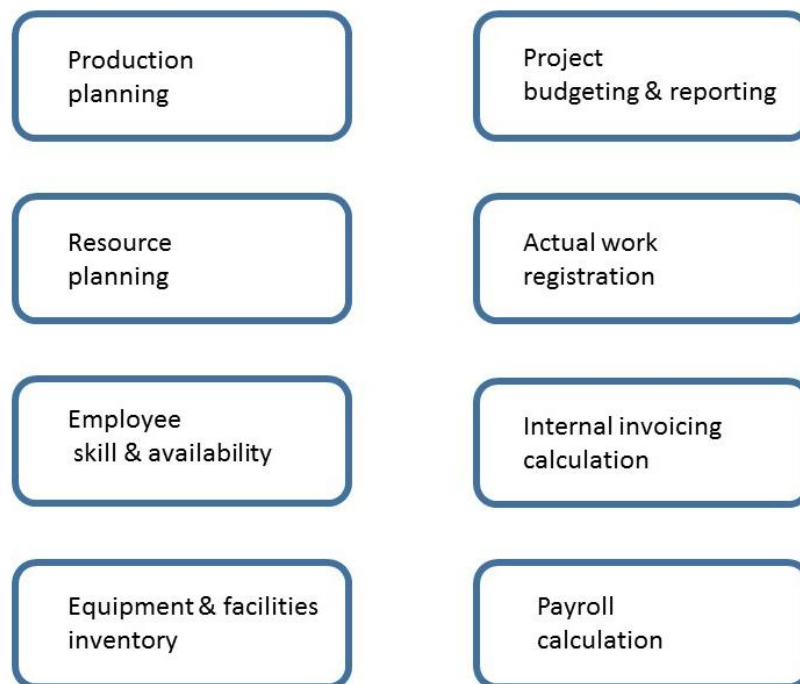 Production
planning
Project
budgeting & reporting
Resource
planning
Actual work
registration
Employee
skill & availability
Internal invoicing
calculation
Equipment & facilities
inventory
Payroll
calculation